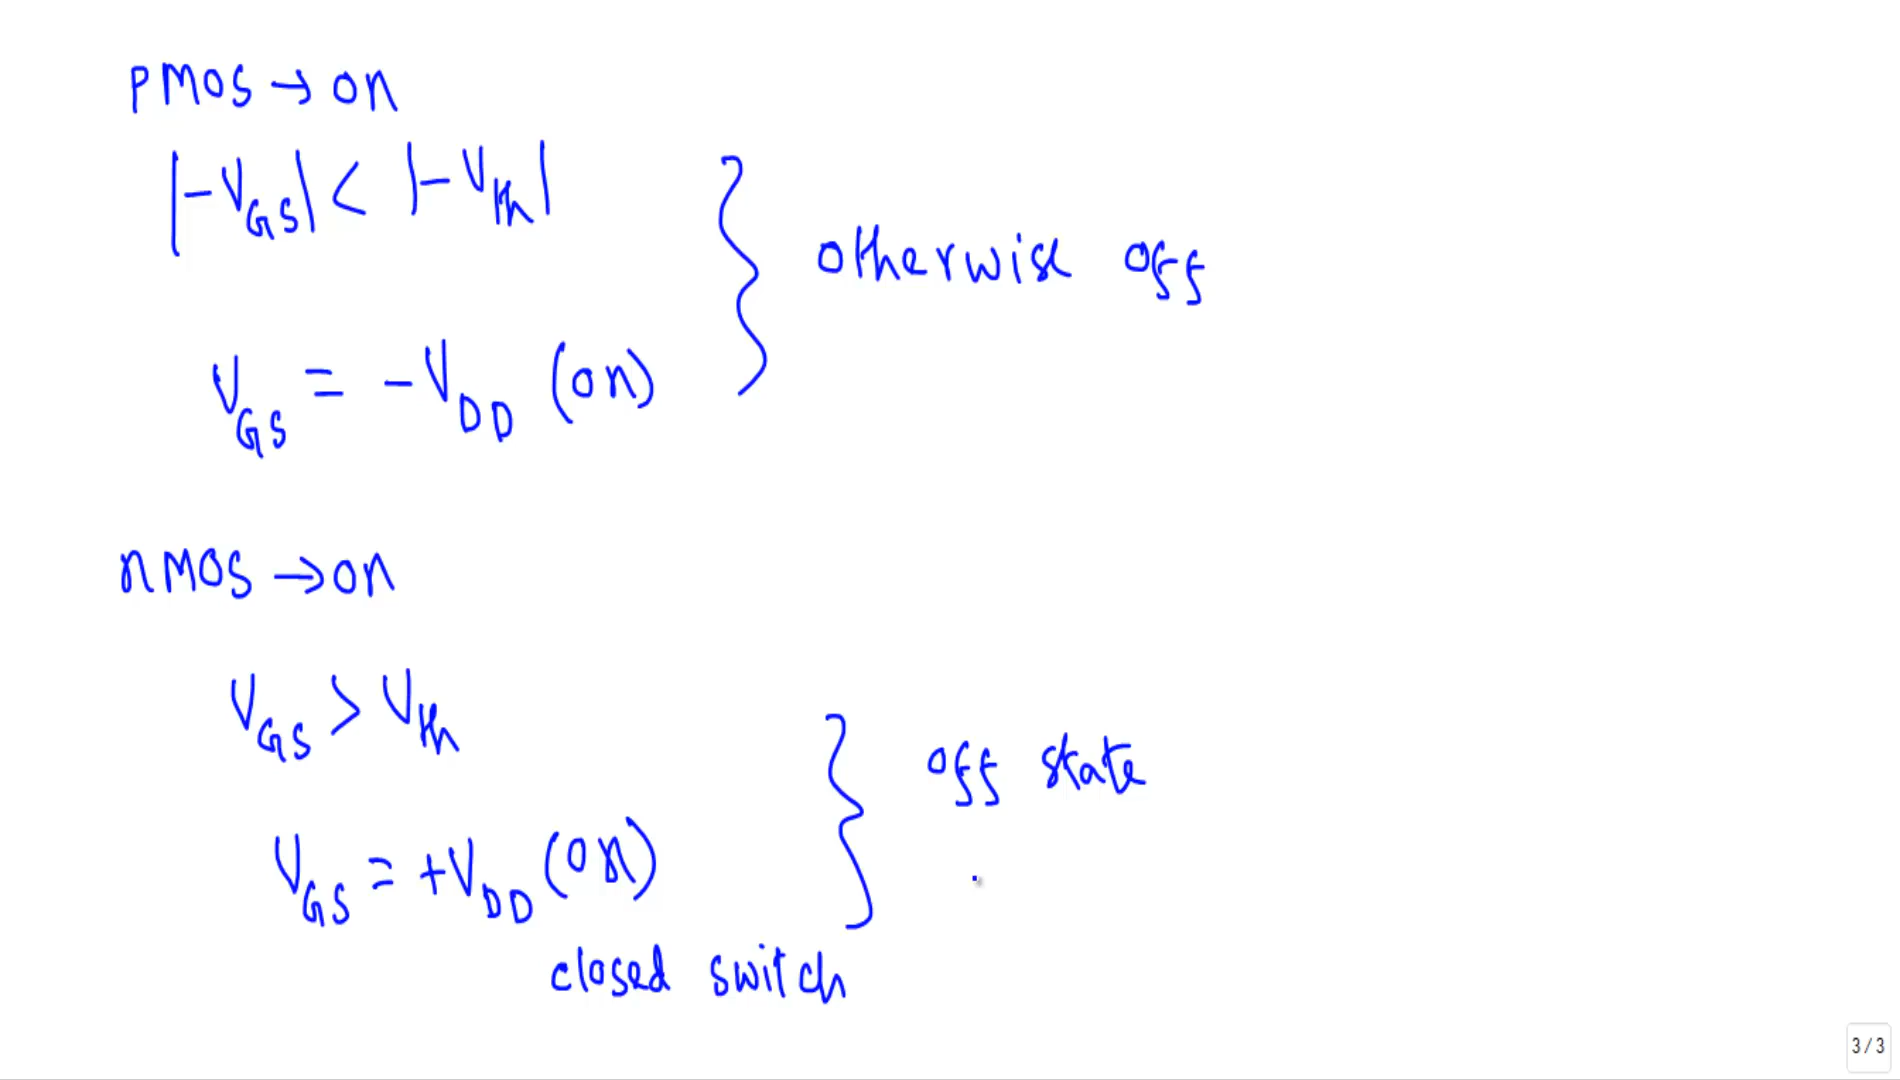 PMOS → ON
|-V_GS| < |-V_th|
otherwise off
V_GS = -V_DD (ON)
nMOS → ON
V_GS > V_th
off state
V_GS = +V_DD (ON)
closed switch
3/3